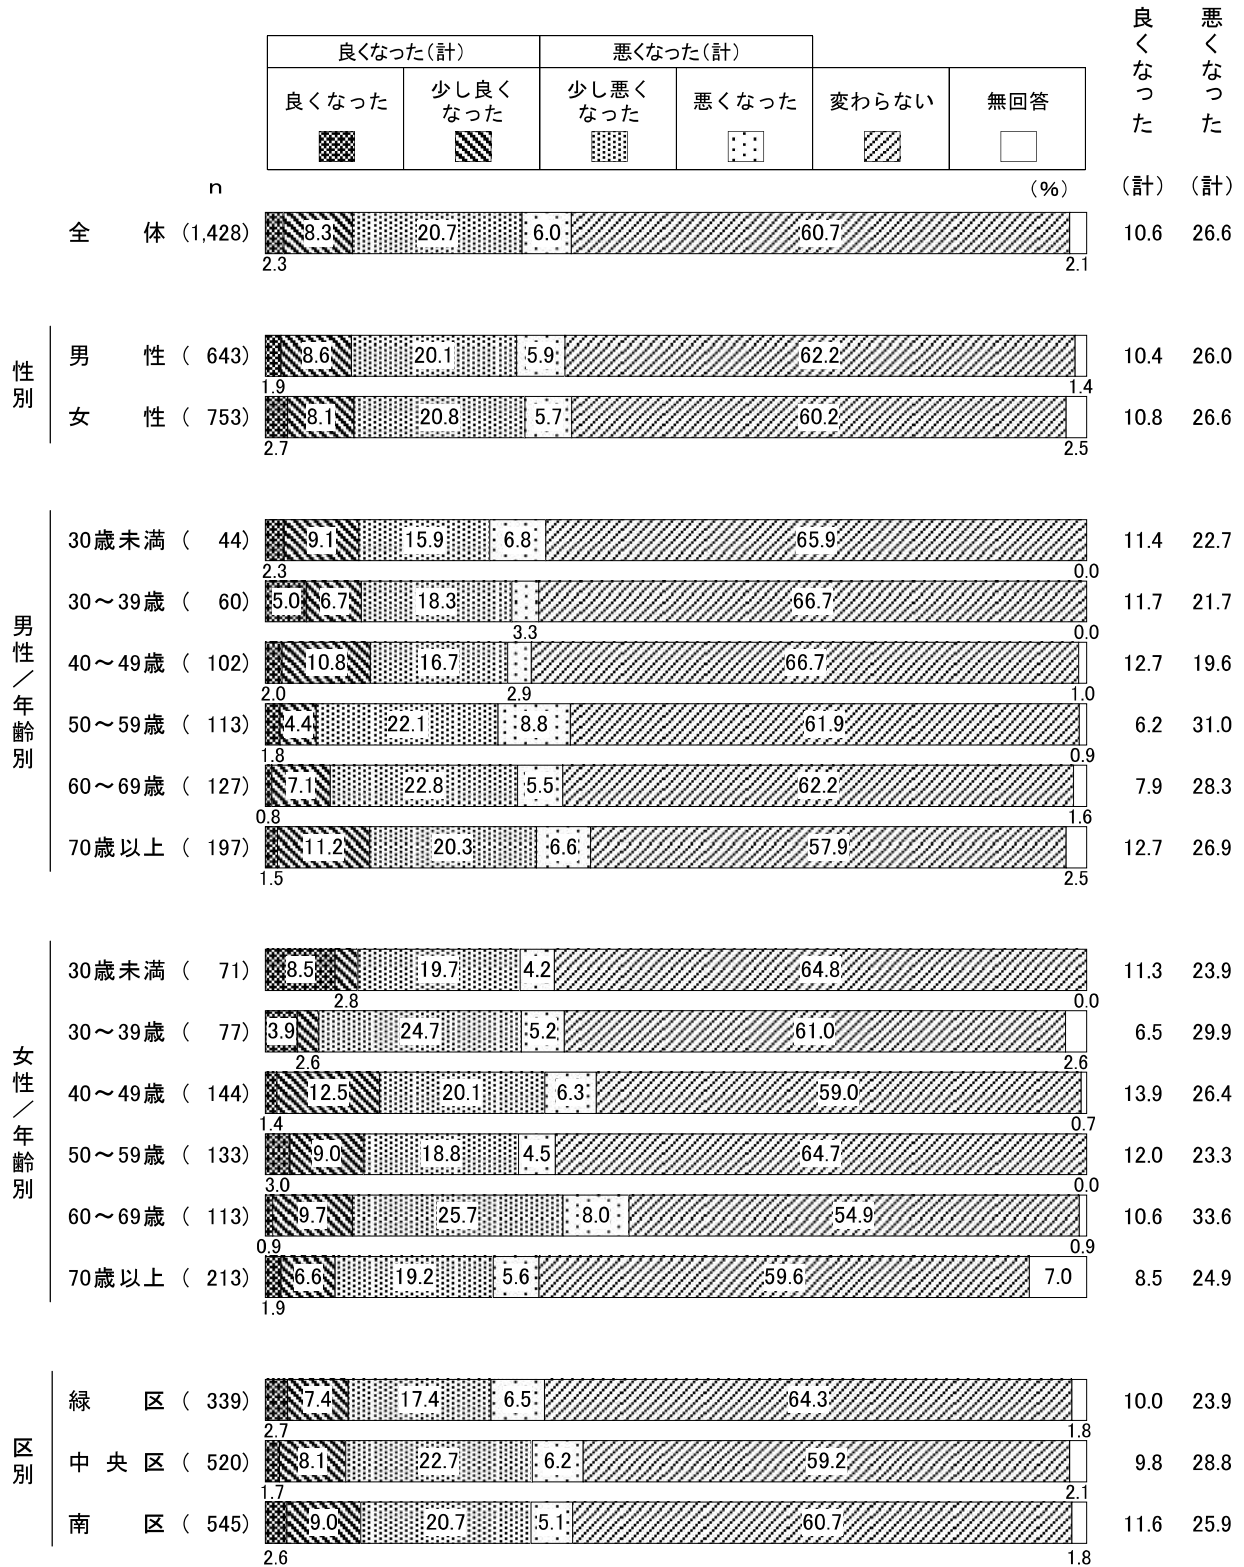 良くなった(計) 悪くなった(計)
良くなった 少し良くなった 少し悪くなった 悪くなった 変わらない 無回答
良くなった(計) 悪くなった(計)
n (%)
全体 (1,428) 2.3 8.3 20.7 6.0 60.7 2.1 10.6 26.6
性別
男性 ( 643) 1.9 8.6 20.1 5.9 62.2 1.4 10.4 26.0
女性 ( 753) 2.7 8.1 20.8 5.7 60.2 2.5 10.8 26.6
男性/年齢別
30歳未満 ( 44) 2.3 9.1 15.9 6.8 65.9 0.0 11.4 22.7
30~39歳 ( 60) 5.0 6.7 18.3 3.3 66.7 0.0 11.7 21.7
40~49歳 ( 102) 2.0 10.8 16.7 2.9 66.7 1.0 12.7 19.6
50~59歳 ( 113) 1.8 4.4 22.1 8.8 61.9 0.9 6.2 31.0
60~69歳 ( 127) 0.8 7.1 22.8 5.5 62.2 1.6 7.9 28.3
70歳以上 ( 197) 1.5 11.2 20.3 6.6 57.9 2.5 12.7 26.9
女性/年齢別
30歳未満 ( 71) 8.5 2.8 19.7 4.2 64.8 0.0 11.3 23.9
30~39歳 ( 77) 3.9 2.6 24.7 5.2 61.0 2.6 6.5 29.9
40~49歳 ( 144) 1.4 12.5 20.1 6.3 59.0 0.7 13.9 26.4
50~59歳 ( 133) 3.0 9.0 18.8 4.5 64.7 0.0 12.0 23.3
60~69歳 ( 113) 0.9 9.7 25.7 8.0 54.9 0.9 10.6 33.6
70歳以上 ( 213) 1.9 6.6 19.2 5.6 59.6 7.0 8.5 24.9
区別
緑区 ( 339) 2.7 7.4 17.4 6.5 64.3 1.8 10.0 23.9
中央区 ( 520) 1.7 8.1 22.7 6.2 59.2 2.1 9.8 28.8
南区 ( 545) 2.6 9.0 20.7 5.1 60.7 1.8 11.6 25.9